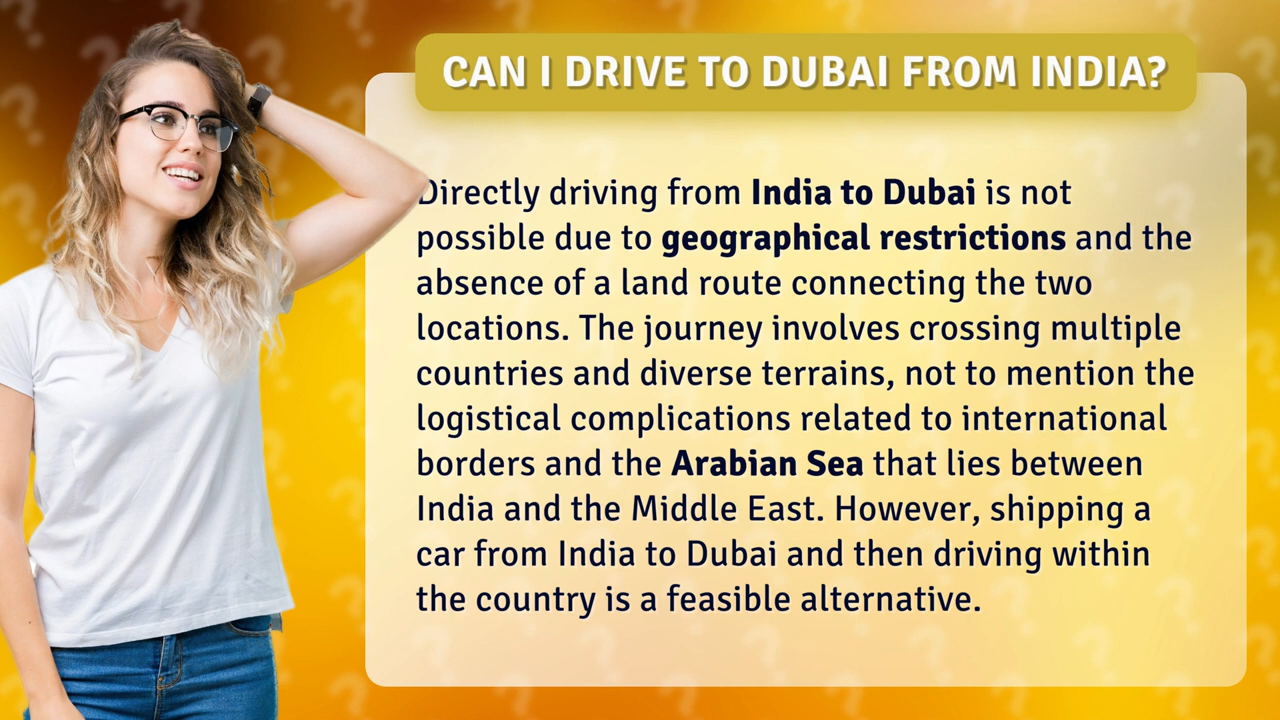 CAN I DRIVE TO DUBAI FROM INDIA?
Directly driving from India to Dubai is not
possible due to geographical restrictions and the
absence of a land route connecting the two
locations. The journey involves crossing multiple
countries and diverse terrains, not to mention the
logistical complications related to international
borders and the Arabian Sea that lies between
India and the Middle East. However, shipping a
car from India to Dubai and then driving within
the country is a feasible alternative.